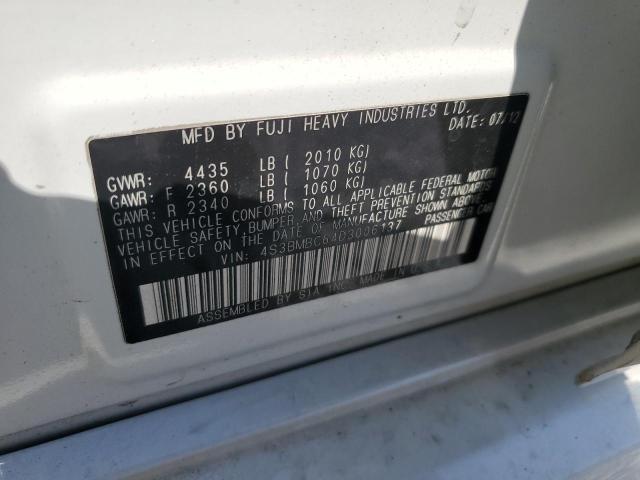 MFD BY FUJI HEAVY INDUSTRIES LTD.
DATE: 07/12
GVWR: 4435 LB ( 2010 KG)
GAWR: F 2360 LB ( 1070 KG)
GAWR: R 2340 LB ( 1060 KG)
THIS VEHICLE CONFORMS TO ALL APPLICABLE FEDERAL MOTOR
VEHICLE SAFETY, BUMPER, AND THEFT PREVENTION STANDARDS
IN EFFECT ON THE DATE OF MANUFACTURE SHOWN ABOVE.
VIN: 4S3BMBC64D3006137 PASSENGER CAR
ASSEMBLED BY SIA INC. MADE IN